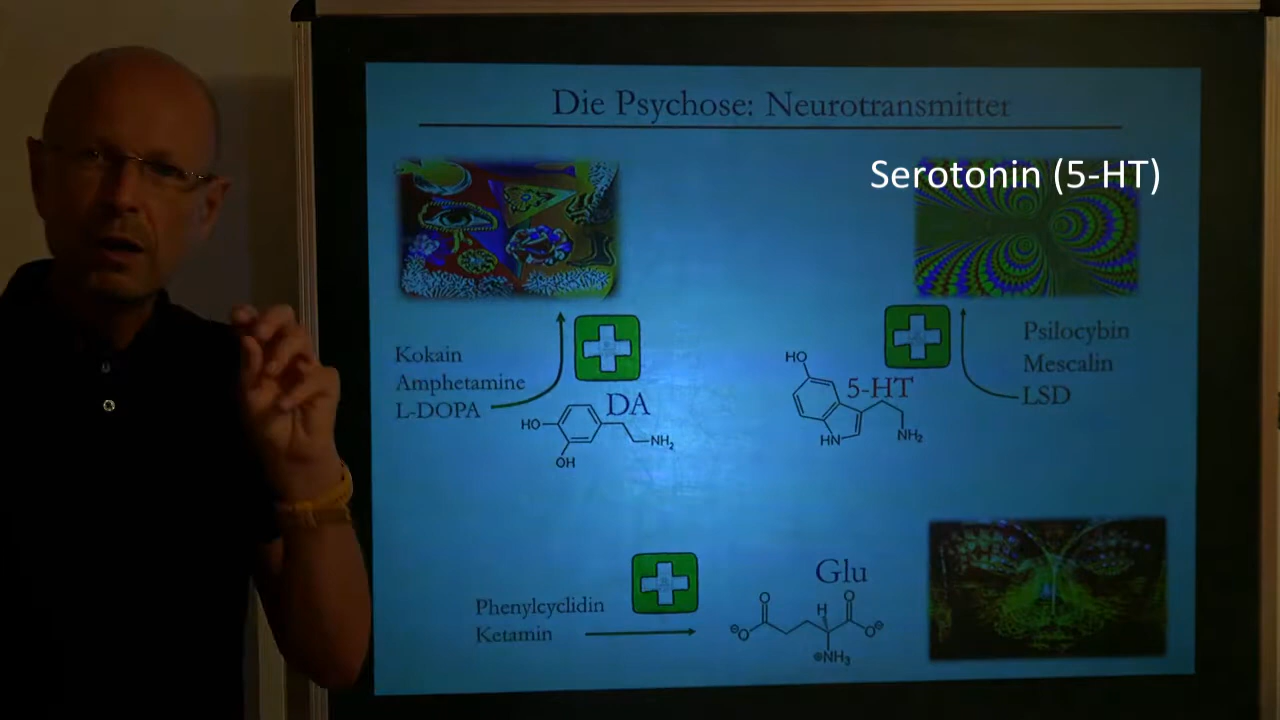 Die Psychose: Neurotransmitter
Serotonin (5-HT)
Kokain
Amphetamine
L-DOPA
DA
HO
OH
NH₂
Psilocybin
Mescalin
LSD
5-HT
HO
HN
NH₂
Phenylcyclidin
Ketamin
Glu
O
H
O
⊖O
O⊖
⊕NH₃